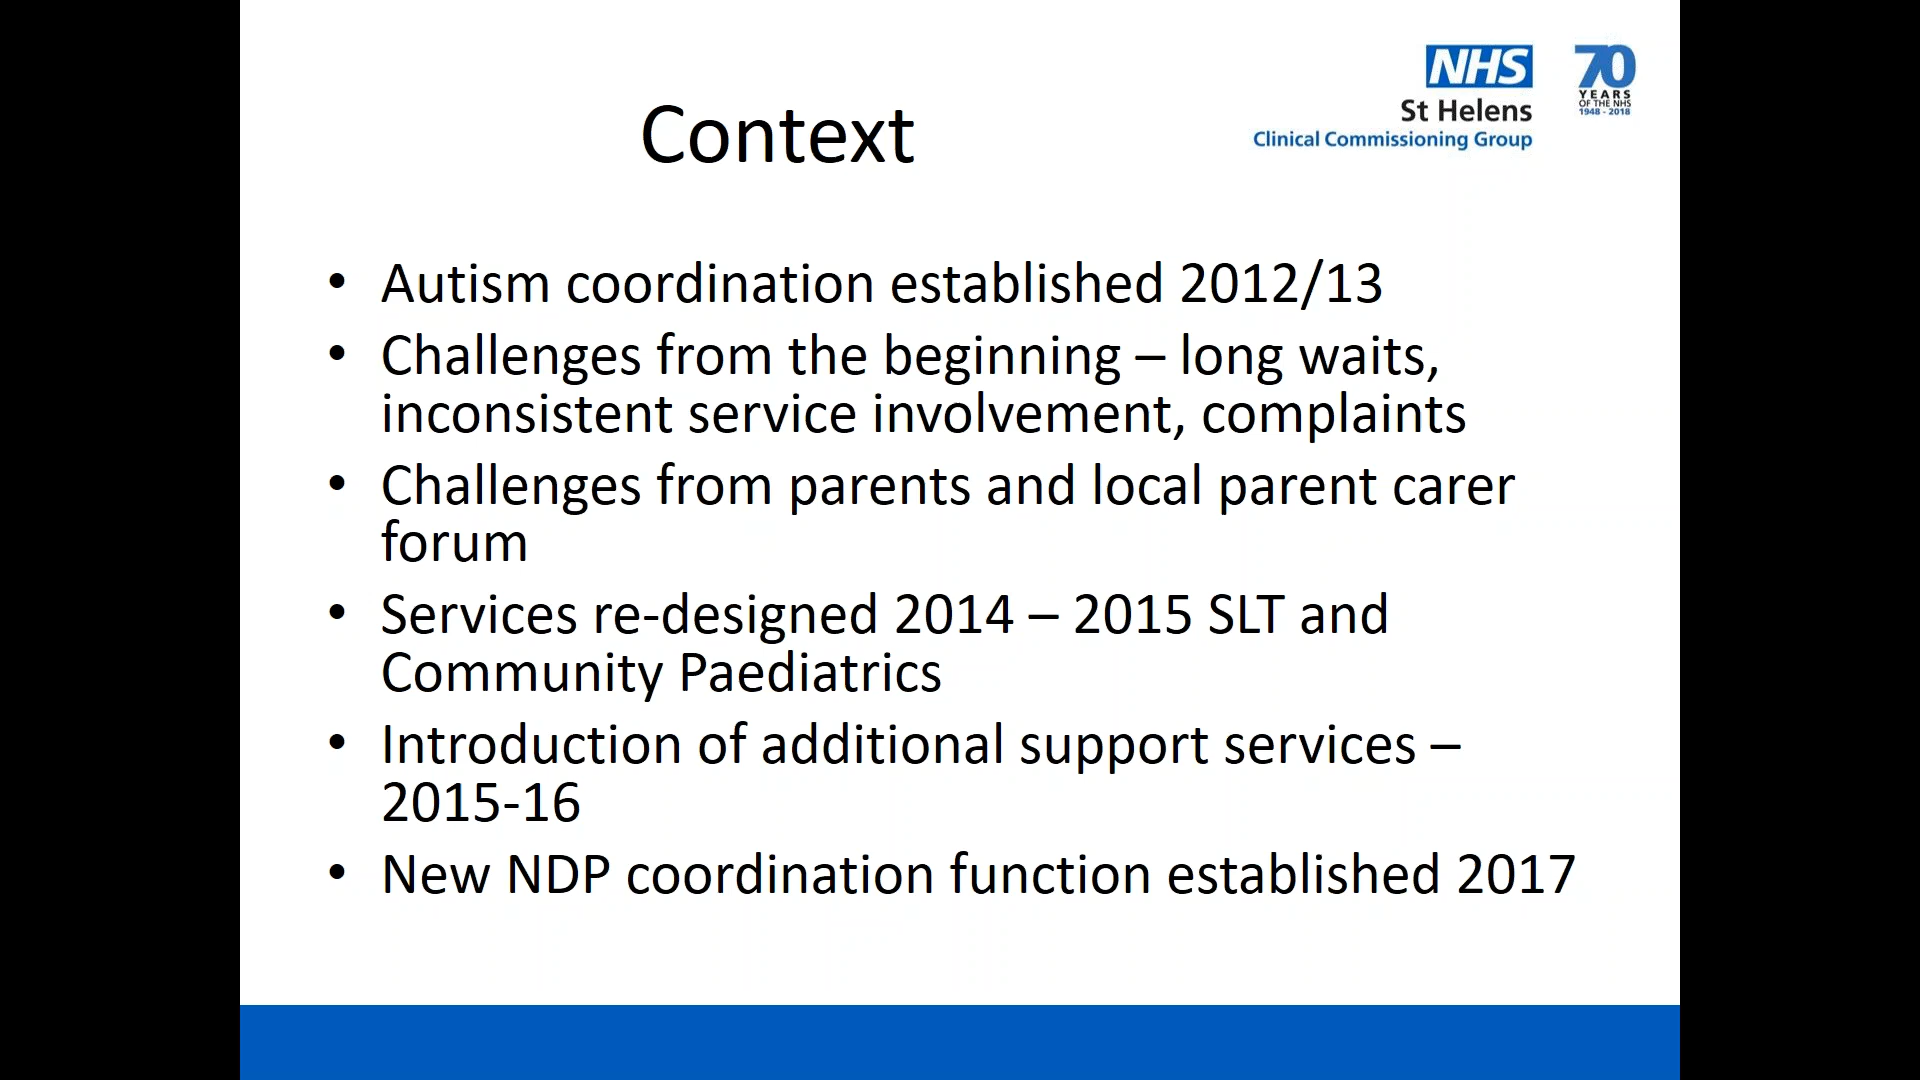 NHS
St Helens
Clinical Commissioning Group
70
YEARS
OF THE NHS
1948 - 2018
Context
• Autism coordination established 2012/13
• Challenges from the beginning – long waits,
inconsistent service involvement, complaints
• Challenges from parents and local parent carer
forum
• Services re-designed 2014 – 2015 SLT and
Community Paediatrics
• Introduction of additional support services –
2015-16
• New NDP coordination function established 2017